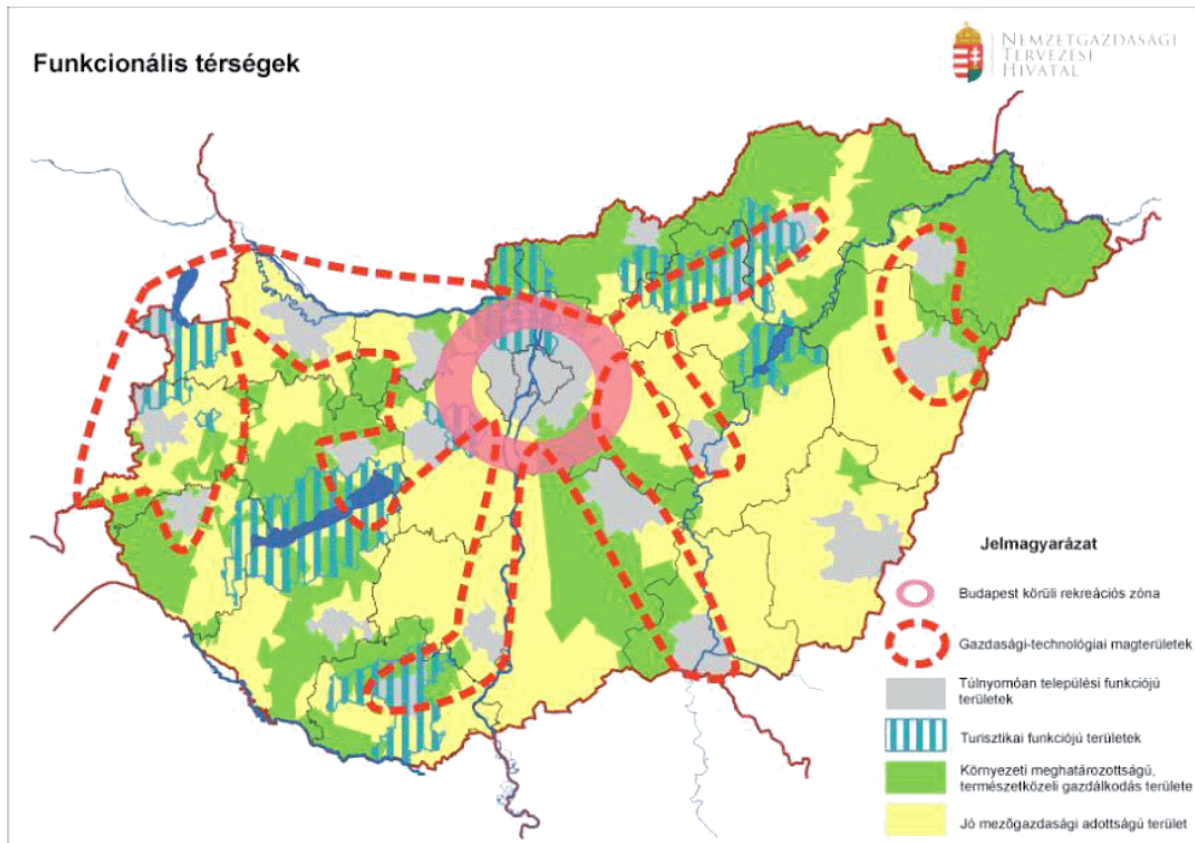 Funkcionális térségek
NEMZETGAZDASÁGI
TERVEZÉSI
HIVATAL
Jelmagyarázat
Budapest körüli rekreációs zóna
Gazdasági-technológiai magterületek
Túlnyomóan települési funkciójú
területek
Turisztikai funkciójú területek
Környezeti meghatározottságú,
természetközeli gazdálkodás területe
Jó mezõgazdasági adottságú terület